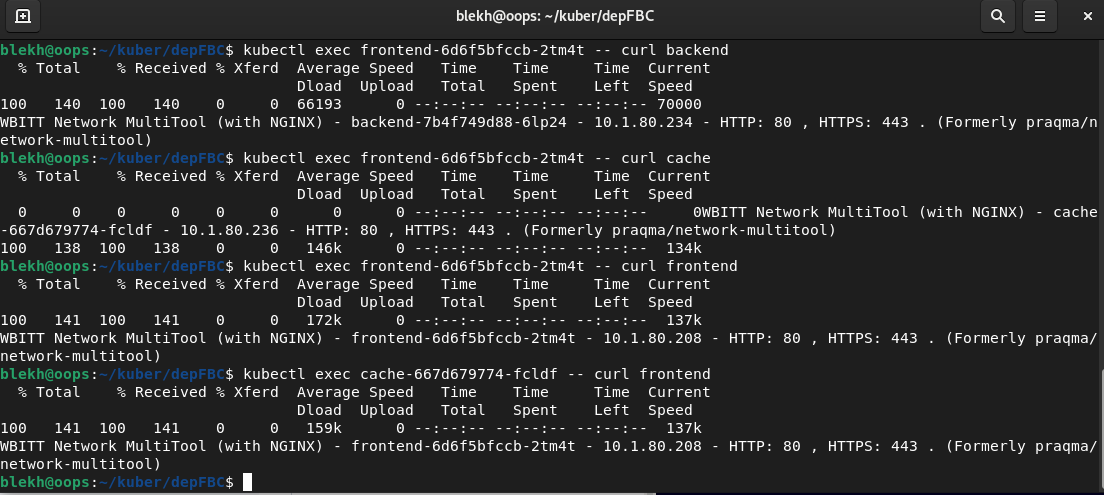 blekh@oops: ~/kuber/depFBC
blekh@oops:~/kuber/depFBC$ kubectl exec frontend-6d6f5bfccb-2tm4t -- curl backend
  % Total    % Received % Xferd  Average Speed   Time    Time     Time  Current
                                 Dload  Upload   Total   Spent    Left  Speed
100   140  100   140    0     0  66193      0 --:--:-- --:--:-- --:--:-- 70000
WBITT Network MultiTool (with NGINX) - backend-7b4f749d88-6lp24 - 10.1.80.234 - HTTP: 80 , HTTPS: 443 . (Formerly praqma/n
etwork-multitool)
blekh@oops:~/kuber/depFBC$ kubectl exec frontend-6d6f5bfccb-2tm4t -- curl cache
  % Total    % Received % Xferd  Average Speed   Time    Time     Time  Current
                                 Dload  Upload   Total   Spent    Left  Speed
  0     0    0     0    0     0      0      0 --:--:-- --:--:-- --:--:--     0WBITT Network MultiTool (with NGINX) - cache
-667d679774-fcldf - 10.1.80.236 - HTTP: 80 , HTTPS: 443 . (Formerly praqma/network-multitool)
100   138  100   138    0     0   146k      0 --:--:-- --:--:-- --:--:--  134k
blekh@oops:~/kuber/depFBC$ kubectl exec frontend-6d6f5bfccb-2tm4t -- curl frontend
  % Total    % Received % Xferd  Average Speed   Time    Time     Time  Current
                                 Dload  Upload   Total   Spent    Left  Speed
100   141  100   141    0     0   172k      0 --:--:-- --:--:-- --:--:--  137k
WBITT Network MultiTool (with NGINX) - frontend-6d6f5bfccb-2tm4t - 10.1.80.208 - HTTP: 80 , HTTPS: 443 . (Formerly praqma/
network-multitool)
blekh@oops:~/kuber/depFBC$ kubectl exec cache-667d679774-fcldf -- curl frontend
  % Total    % Received % Xferd  Average Speed   Time    Time     Time  Current
                                 Dload  Upload   Total   Spent    Left  Speed
100   141  100   141    0     0   159k      0 --:--:-- --:--:-- --:--:--  137k
WBITT Network MultiTool (with NGINX) - frontend-6d6f5bfccb-2tm4t - 10.1.80.208 - HTTP: 80 , HTTPS: 443 . (Formerly praqma/
network-multitool)
blekh@oops:~/kuber/depFBC$